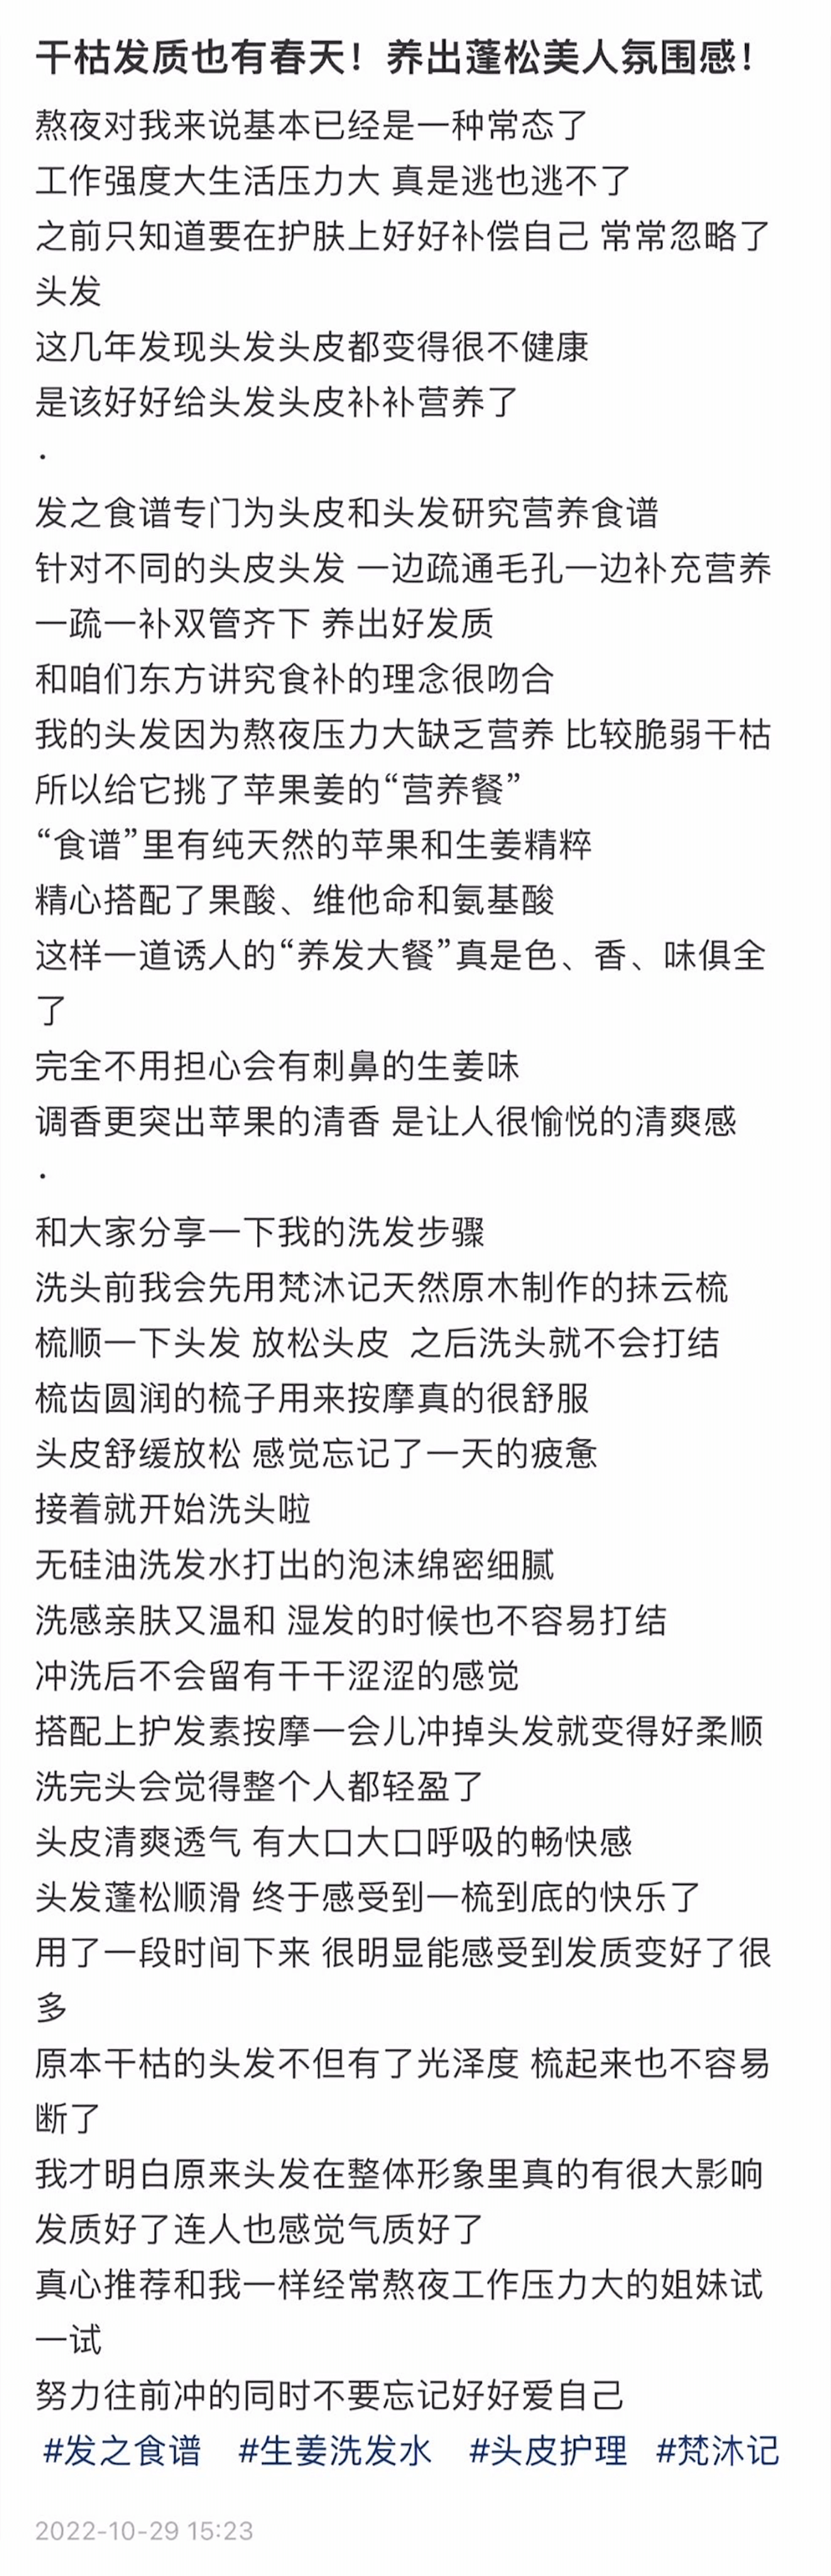 干枯发质也有春天！养出蓬松美人氛围感！
熬夜对我来说基本已经是一种常态了
工作强度大生活压力大 真是逃也逃不了
之前只知道要在护肤上好好补偿自己 常常忽略了
头发
这几年发现头发头皮都变得很不健康
是该好好给头发头皮补补营养了
·
发之食谱专门为头皮和头发研究营养食谱
针对不同的头皮头发 一边疏通毛孔一边补充营养
一疏一补双管齐下 养出好发质
和咱们东方讲究食补的理念很吻合
我的头发因为熬夜压力大缺乏营养 比较脆弱干枯
所以给它挑了苹果姜的“营养餐”
“食谱”里有纯天然的苹果和生姜精粹
精心搭配了果酸、维他命和氨基酸
这样一道诱人的“养发大餐”真是色、香、味俱全
了
完全不用担心会有刺鼻的生姜味
调香更突出苹果的清香 是让人很愉悦的清爽感
·
和大家分享一下我的洗发步骤
洗头前我会先用梵沐记天然原木制作的抹云梳
梳顺一下头发 放松头皮  之后洗头就不会打结
梳齿圆润的梳子用来按摩真的很舒服
头皮舒缓放松 感觉忘记了一天的疲惫
接着就开始洗头啦
无硅油洗发水打出的泡沫绵密细腻
洗感亲肤又温和 湿发的时候也不容易打结
冲洗后不会留有干干涩涩的感觉
搭配上护发素按摩一会儿冲掉头发就变得好柔顺
洗完头会觉得整个人都轻盈了
头皮清爽透气 有大口大口呼吸的畅快感
头发蓬松顺滑 终于感受到一梳到底的快乐了
用了一段时间下来 很明显能感受到发质变好了很
多
原本干枯的头发不但有了光泽度 梳起来也不容易
断了
我才明白原来头发在整体形象里真的有很大影响
发质好了连人也感觉气质好了
真心推荐和我一样经常熬夜工作压力大的姐妹试
一试
努力往前冲的同时不要忘记好好爱自己
#发之食谱 #生姜洗发水 #头皮护理 #梵沐记
2022-10-29 15:23